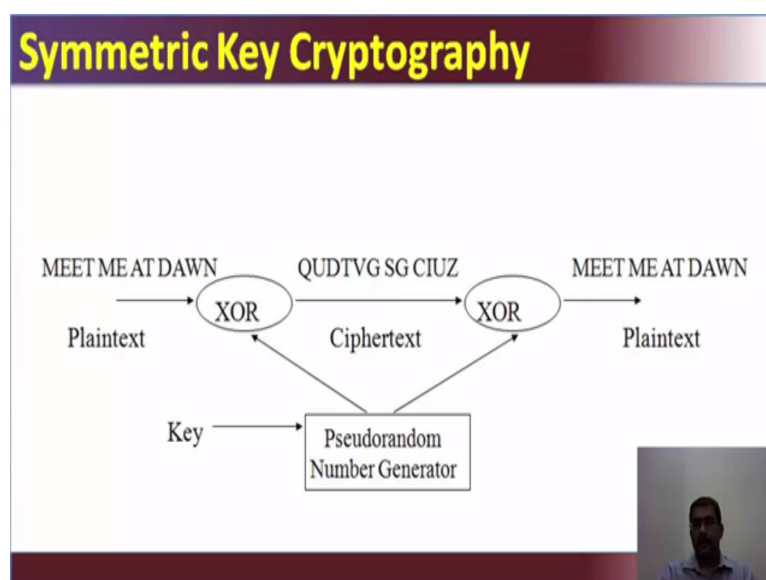 Symmetric Key Cryptography
MEET ME AT DAWN
QUDTVG SG CIUZ
MEET ME AT DAWN
XOR
XOR
Plaintext
Ciphertext
Plaintext
Key
Pseudorandom
Number Generator